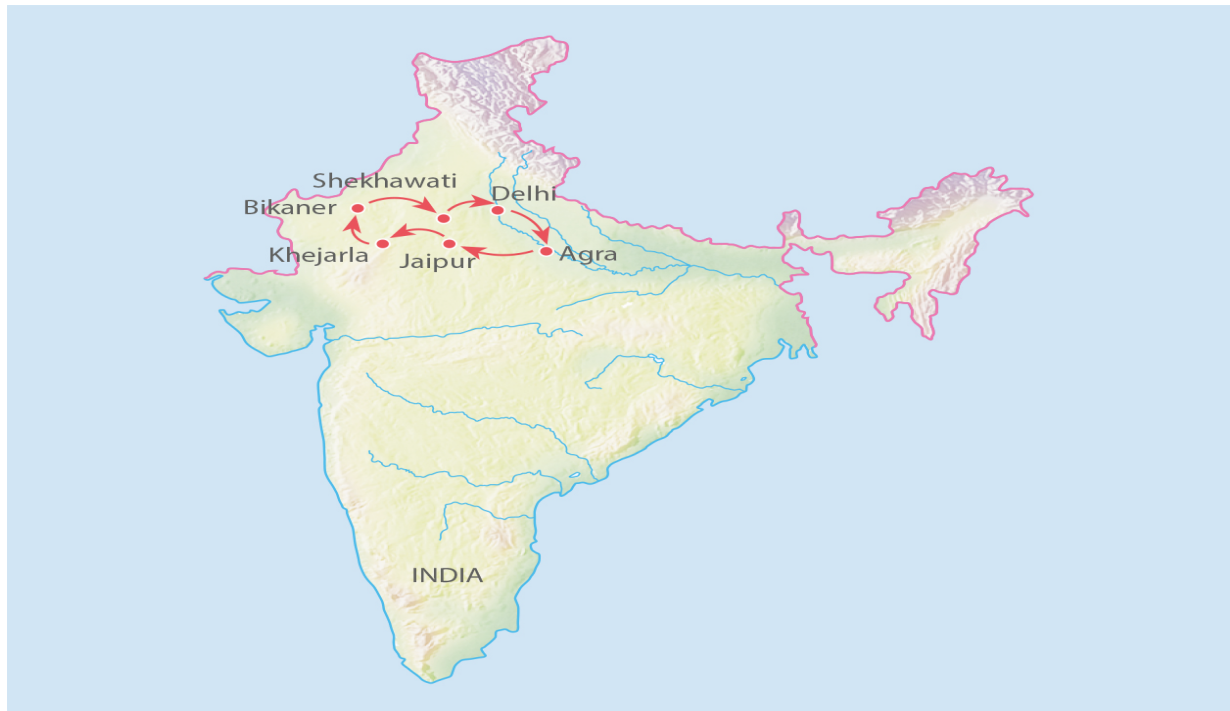 Shekhawati
Delhi
Bikaner
Khejarla
Jaipur
Agra
INDIA